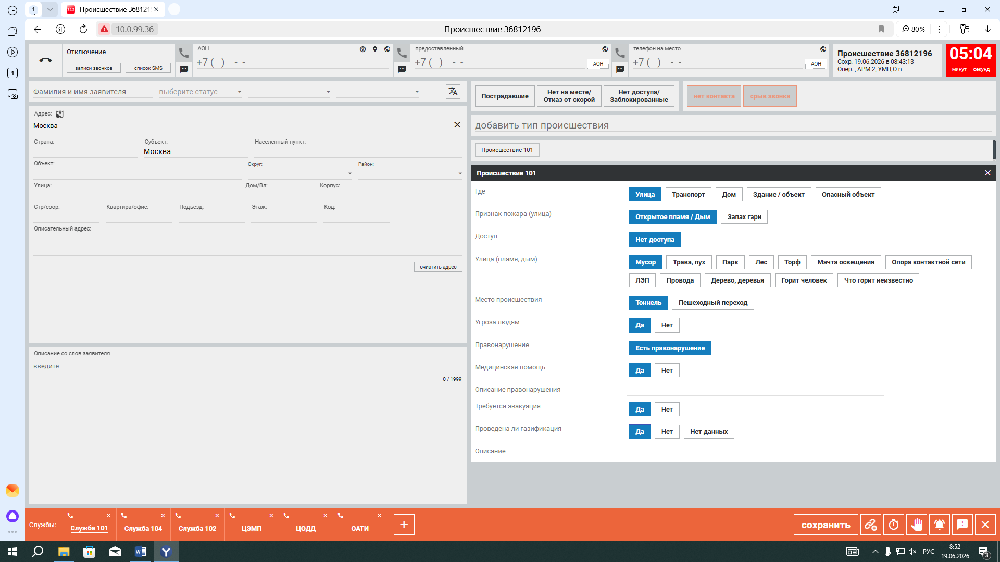 1
112
Происшествие 368121
10.0.99.36
Происшествие 36812196
80%
1
Отключение
записи звонков
список SMS
АОН
+7 ( ) - -
предоставленный
+7 ( ) - -
АОН
телефон на место
+7 ( ) - -
АОН
Происшествие 36812196
Сохр. 19.06.2026 в 08:43:13
Опер. , АРМ 2, УМЦ О п
05:04
минут секунд
Фамилия и имя заявителя
выберите статус
Пострадавшие
Нет на месте/
Отказ от скорой
Нет доступа/
Заблокированные
нет контакта
срыв звонка
Адрес:
Москва
Страна:
Субъект:
Москва
Населенный пункт:
Объект:
Округ:
Район:
Улица:
Дом/Вл:
Корпус:
Стр/соор:
Квартира/офис:
Подъезд:
Этаж:
Код:
Описательный адрес:
очистить адрес
Описание со слов заявителя
введите
0 / 1999
добавить тип происшествия
Происшествие 101
Происшествие 101
Где
Улица
Транспорт
Дом
Здание / объект
Опасный объект
Признак пожара (улица)
Открытое пламя / Дым
Запах гари
Доступ
Нет доступа
Улица (пламя, дым)
Мусор
Трава, пух
Парк
Лес
Торф
Мачта освещения
Опора контактной сети
ЛЭП
Провода
Дерево, деревья
Горит человек
Что горит неизвестно
Место происшествия
Тоннель
Пешеходный переход
Угроза людям
Да
Нет
Правонарушение
Есть правонарушение
Медицинская помощь
Да
Нет
Описание правонарушения
Требуется эвакуация
Да
Нет
Проведена ли газификация
Да
Нет
Нет данных
Описание
Службы:
Служба 101
Служба 104
Служба 102
ЦЭМП
ЦОДД
ОАТИ
сохранить
РУС
8:52
19.06.2026
3